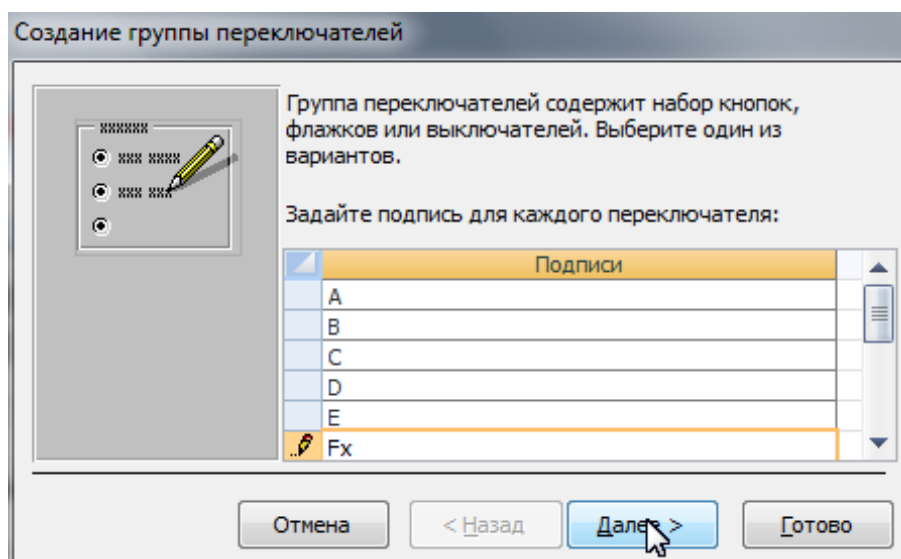 Создание группы переключателей
Группа переключателей содержит набор кнопок,
флажков или выключателей. Выберите один из
вариантов.
Задайте подпись для каждого переключателя:
Подписи
A
B
C
D
E
Fx
Отмена
< Назад
Далее >
Готово